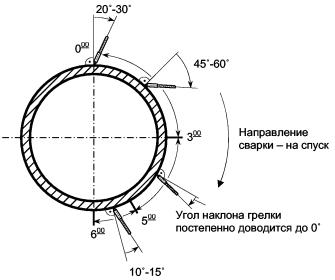 20˚-30˚
0⁰⁰
45˚-60˚
3⁰⁰
Направление
сварки – на спуск
5⁰⁰
6⁰⁰
Угол наклона грелки
постепенно доводится до 0˚
10˚-15˚